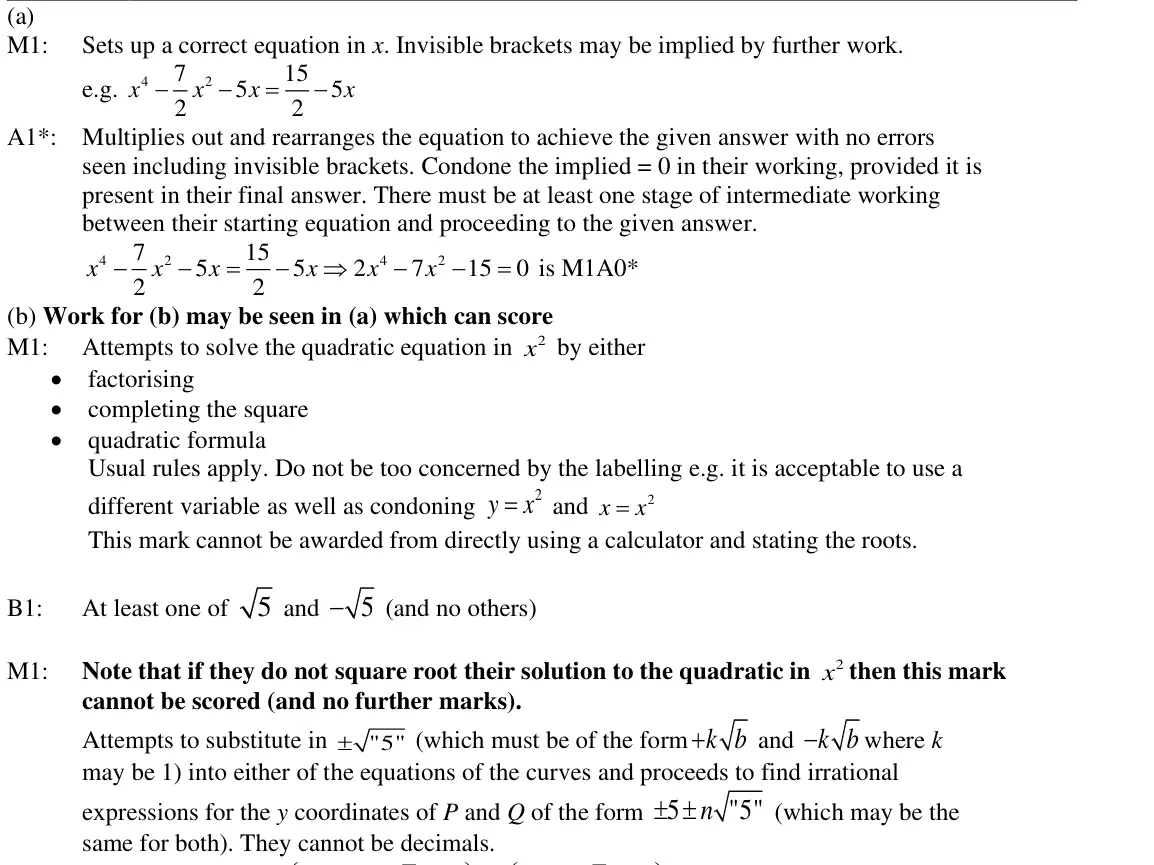 (a)
M1: Sets up a correct equation in x. Invisible brackets may be implied by further work.
e.g. x⁴ − 7/2 x² − 5x = 15/2 − 5x
A1*: Multiplies out and rearranges the equation to achieve the given answer with no errors
seen including invisible brackets. Condone the implied = 0 in their working, provided it is
present in their final answer. There must be at least one stage of intermediate working
between their starting equation and proceeding to the given answer.
x⁴ − 7/2 x² − 5x = 15/2 − 5x ⇒ 2x⁴ − 7x² − 15 = 0 is M1A0*
(b) Work for (b) may be seen in (a) which can score
M1: Attempts to solve the quadratic equation in x² by either
• factorising
• completing the square
• quadratic formula
Usual rules apply. Do not be too concerned by the labelling e.g. it is acceptable to use a
different variable as well as condoning y = x² and x = x²
This mark cannot be awarded from directly using a calculator and stating the roots.
B1: At least one of √5 and −√5 (and no others)
M1: Note that if they do not square root their solution to the quadratic in x² then this mark
cannot be scored (and no further marks).
Attempts to substitute in ±√"5" (which must be of the form +k√b and −k√b where k
may be 1) into either of the equations of the curves and proceeds to find irrational
expressions for the y coordinates of P and Q of the form ±5 ± n√"5" (which may be the
same for both). They cannot be decimals.